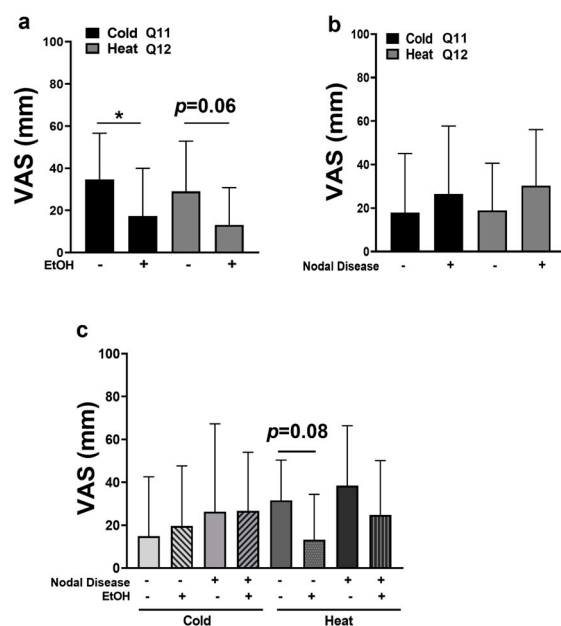 a
Cold Q11
Heat Q12
VAS (mm)
100
80
60
40
20
0
*
p=0.06
EtOH - + - +
b
Cold Q11
Heat Q12
VAS (mm)
100
80
60
40
20
0
Nodal Disease - + - +
c
VAS (mm)
100
80
60
40
20
0
p=0.08
Nodal Disease - - + + - - + +
EtOH - + - + - + - +
Cold Heat